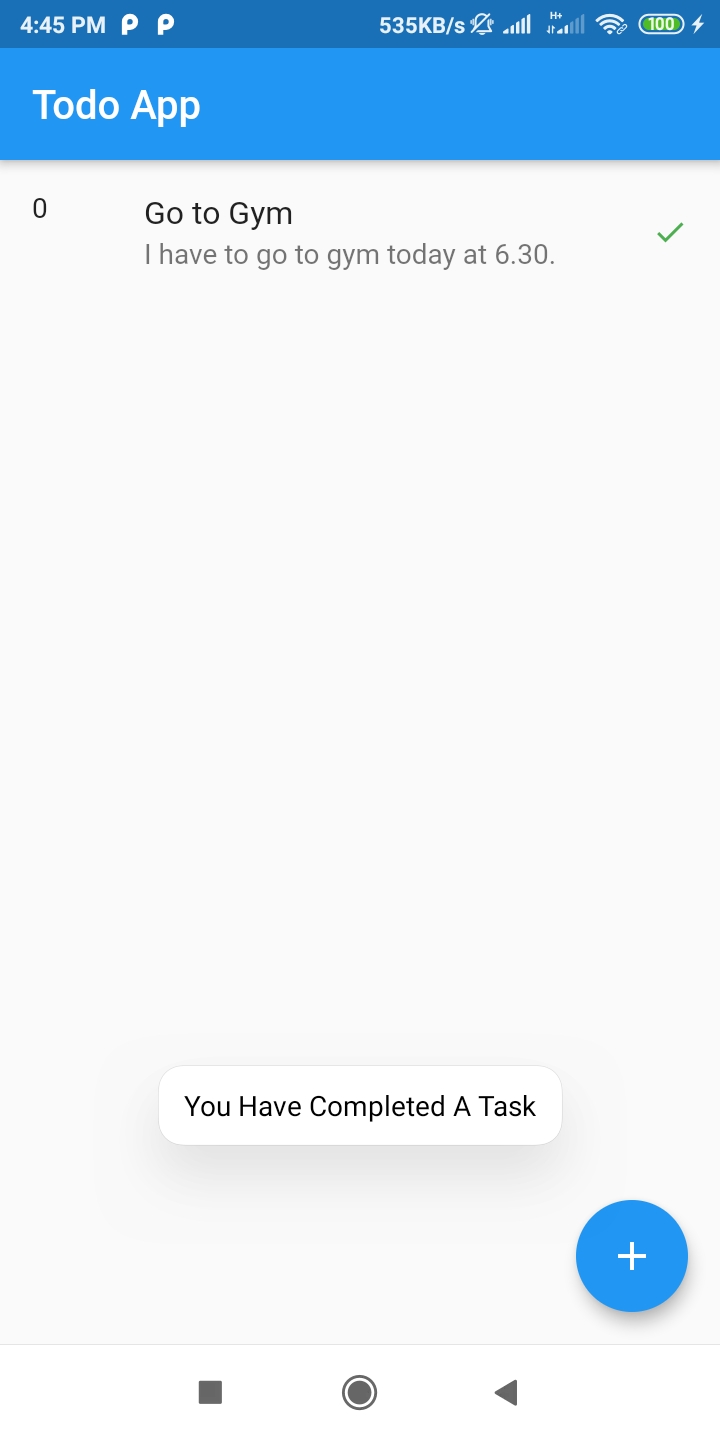 4:45 PM 535KB/s H+ 100
Todo App
0
Go to Gym
I have to go to gym today at 6.30.
You Have Completed A Task